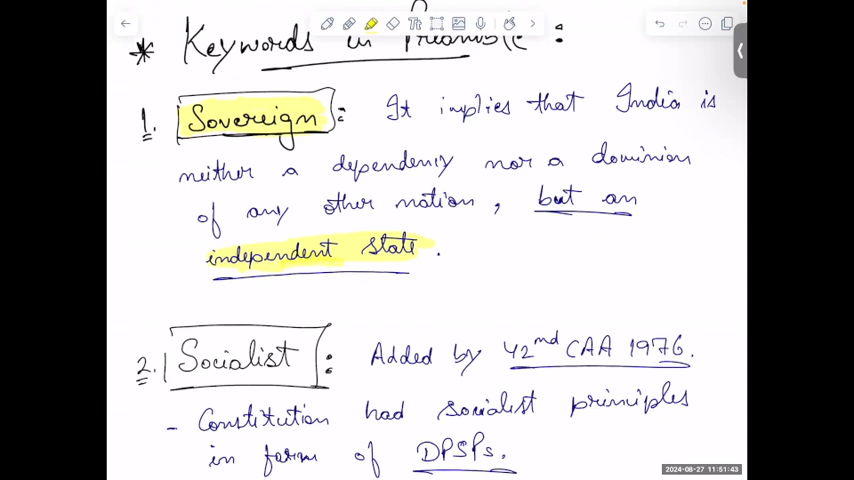 * Keywords in Preamble :
1. Sovereign : It implies that India is
neither a dependency nor a dominion
of any other nation, but an
independent state.
2. Socialist : Added by 42nd CAA 1976.
- Constitution had socialist principles
in form of DPSPs.
2024-08-27 11:51:43